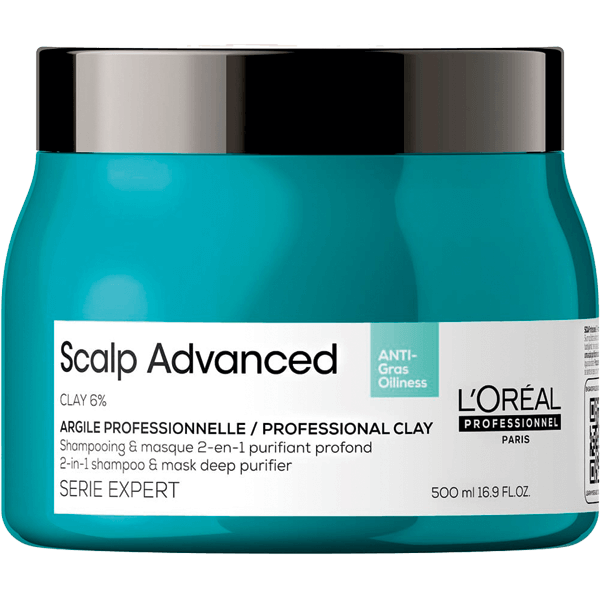 Scalp Advanced
ANTI-
Gras
Oiliness
CLAY 6%
ARGILE PROFESSIONNELLE / PROFESSIONAL CLAY
Shampooing & masque 2-en-1 purifiant profond
2-in-1 shampoo & mask deep purifier
SERIE EXPERT
L'ORÉAL
PROFESSIONNEL
PARIS
500 ml 16.9 FL.OZ.